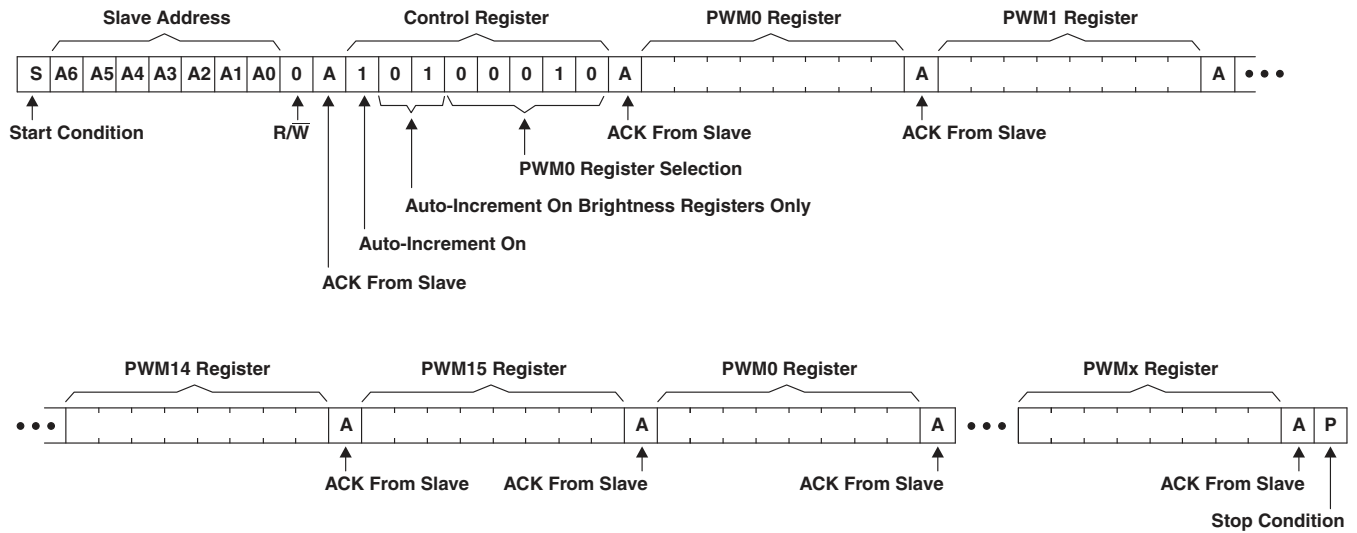 Slave Address Control Register PWM0 Register PWM1 Register
S A6 A5 A4 A3 A2 A1 A0 0 A 1 0 1 0 0 0 1 0 A A A •••
Start Condition R/W̅ ACK From Slave ACK From Slave
PWM0 Register Selection
Auto-Increment On Brightness Registers Only
Auto-Increment On
ACK From Slave
PWM14 Register PWM15 Register PWM0 Register PWMx Register
••• A A A ••• A P
ACK From Slave ACK From Slave ACK From Slave ACK From Slave
Stop Condition